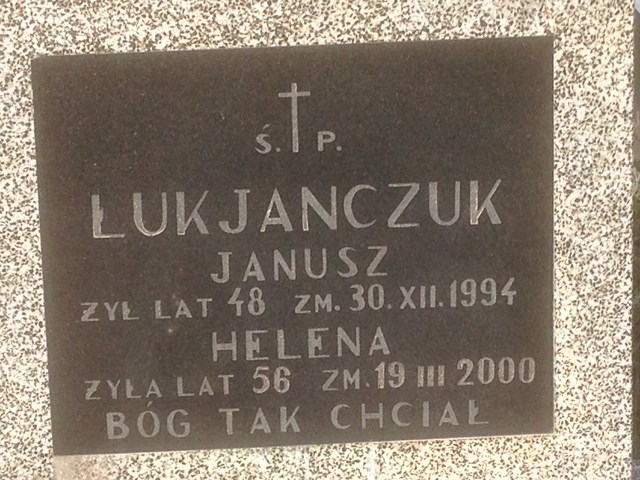 Ś. P.
ŁUKJANCZUK
JANUSZ
ŻYŁ LAT 48 ZM. 30. XII. 1994
HELENA
ŻYŁA LAT 56 ZM. 19 III 2000
BÓG TAK CHCIAŁ